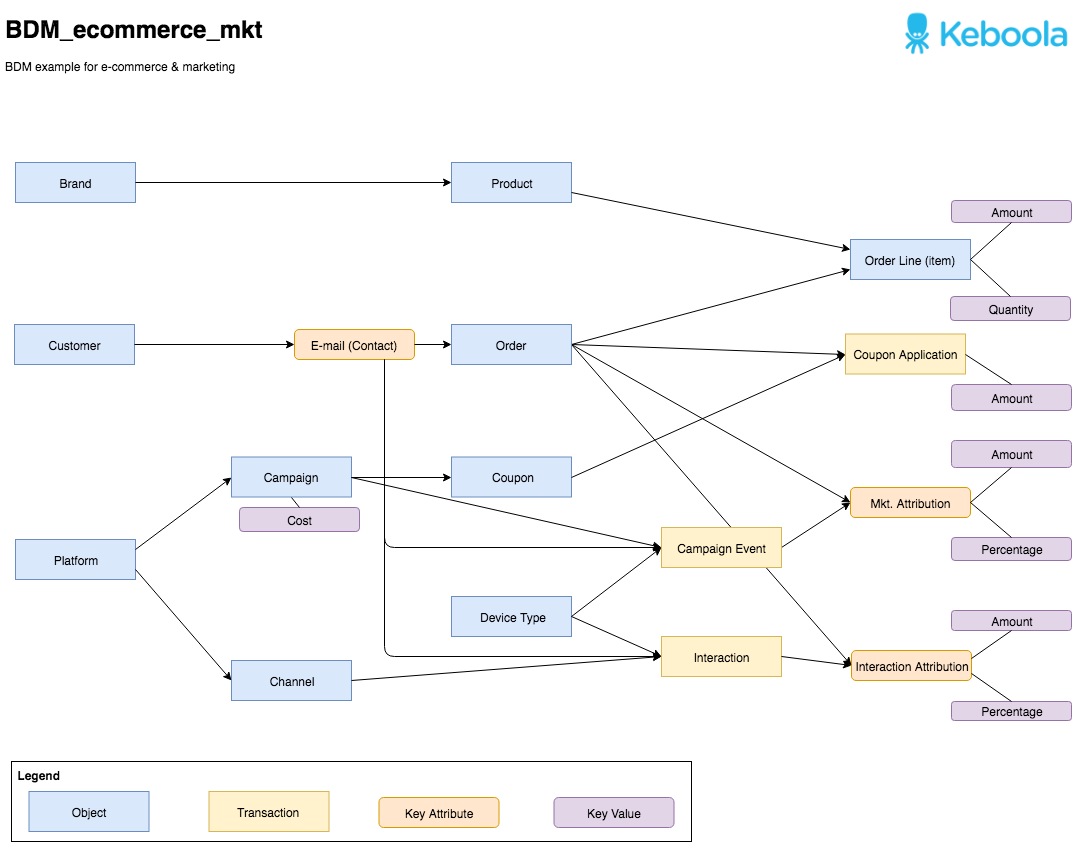 BDM_ecommerce_mkt
Keboola
BDM example for e-commerce & marketing
Brand
Product
Amount
Order Line (item)
Quantity
Customer
E-mail (Contact)
Order
Coupon Application
Amount
Campaign
Coupon
Amount
Cost
Mkt. Attribution
Platform
Campaign Event
Percentage
Device Type
Amount
Interaction
Interaction Attribution
Channel
Percentage
Legend
Object
Transaction
Key Attribute
Key Value